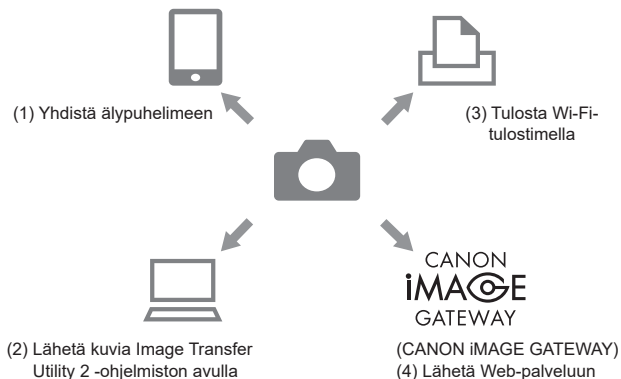 (1) Yhdistä älypuhelimeen
(3) Tulosta Wi-Fi-
tulostimella
(2) Lähetä kuvia Image Transfer
Utility 2 -ohjelmiston avulla
CANON
iMAGE
GATEWAY
(CANON iMAGE GATEWAY)
(4) Lähetä Web-palveluun